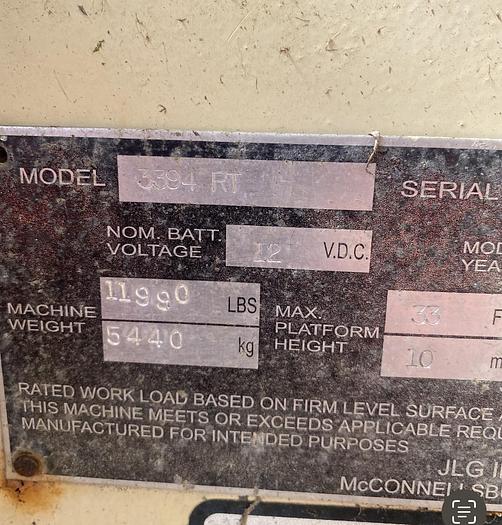 MODEL 3394 RT SERIAL
NOM. BATT. VOLTAGE 12 V.D.C.
MACHINE WEIGHT 11990 LBS
5440 kg
MAX. PLATFORM HEIGHT 33 F
10 m
RATED WORK LOAD BASED ON FIRM LEVEL SURFACE
THIS MACHINE MEETS OR EXCEEDS APPLICABLE REQU
MANUFACTURED FOR INTENDED PURPOSES
JLG I
McCONNELLSB